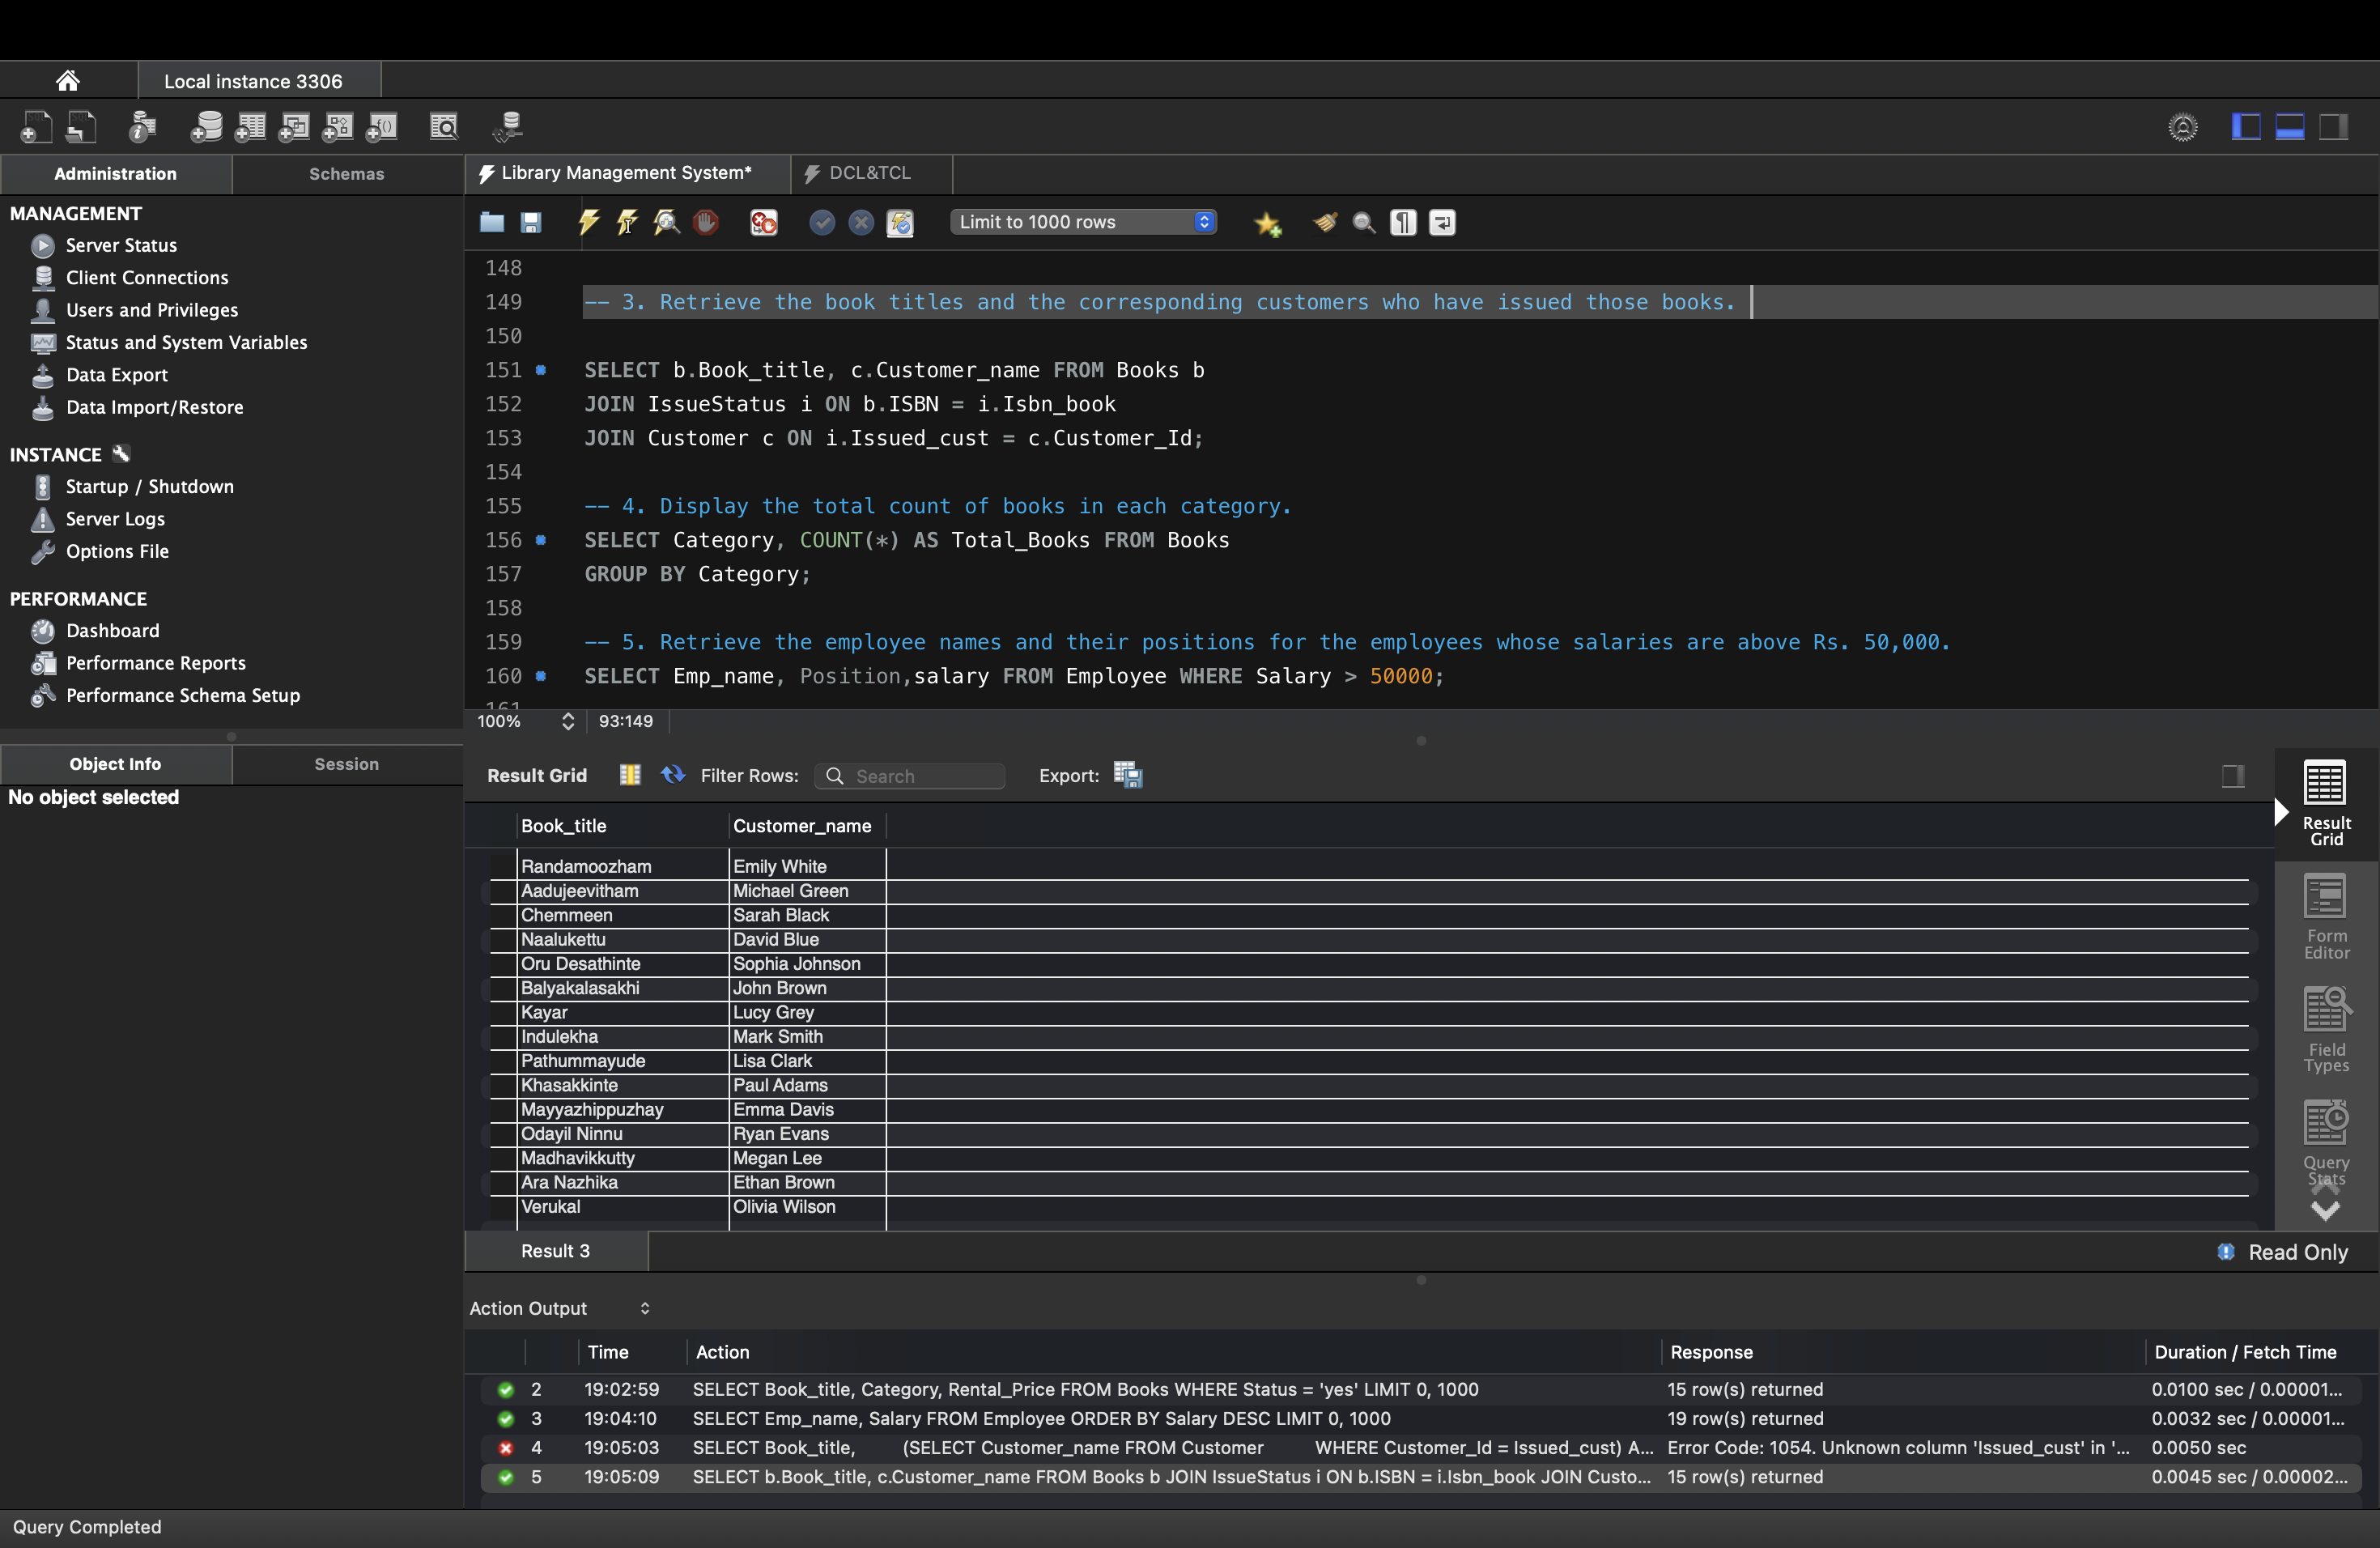 Local instance 3306
Administration
Schemas
Library Management System*
DCL&TCL
MANAGEMENT
Server Status
Client Connections
Users and Privileges
Status and System Variables
Data Export
Data Import/Restore
INSTANCE
Startup / Shutdown
Server Logs
Options File
PERFORMANCE
Dashboard
Performance Reports
Performance Schema Setup
Object Info
Session
No object selected
Limit to 1000 rows
148
149 -- 3. Retrieve the book titles and the corresponding customers who have issued those books.
150
151 SELECT b.Book_title, c.Customer_name FROM Books b
152 JOIN IssueStatus i ON b.ISBN = i.Isbn_book
153 JOIN Customer c ON i.Issued_cust = c.Customer_Id;
154
155 -- 4. Display the total count of books in each category.
156 SELECT Category, COUNT(*) AS Total_Books FROM Books
157 GROUP BY Category;
158
159 -- 5. Retrieve the employee names and their positions for the employees whose salaries are above Rs. 50,000.
160 SELECT Emp_name, Position,salary FROM Employee WHERE Salary > 50000;
161
100% 93:149
Result Grid Filter Rows: Search Export:
Book_title Customer_name
Randamoozham Emily White
Aadujeevitham Michael Green
Chemmeen Sarah Black
Naalukettu David Blue
Oru Desathinte Sophia Johnson
Balyakalasakhi John Brown
Kayar Lucy Grey
Indulekha Mark Smith
Pathummayude Lisa Clark
Khasakkinte Paul Adams
Mayyazhippuzhay Emma Davis
Odayil Ninnu Ryan Evans
Madhavikkutty Megan Lee
Ara Nazhika Ethan Brown
Verukal Olivia Wilson
Result
Grid
Form
Editor
Field
Types
Query
Stats
Result 3
Read Only
Action Output
Time Action Response Duration / Fetch Time
2 19:02:59 SELECT Book_title, Category, Rental_Price FROM Books WHERE Status = 'yes' LIMIT 0, 1000 15 row(s) returned 0.0100 sec / 0.00001...
3 19:04:10 SELECT Emp_name, Salary FROM Employee ORDER BY Salary DESC LIMIT 0, 1000 19 row(s) returned 0.0032 sec / 0.00001...
4 19:05:03 SELECT Book_title, (SELECT Customer_name FROM Customer WHERE Customer_Id = Issued_cust) A... Error Code: 1054. Unknown column 'Issued_cust' in '... 0.0050 sec
5 19:05:09 SELECT b.Book_title, c.Customer_name FROM Books b JOIN IssueStatus i ON b.ISBN = i.Isbn_book JOIN Custo... 15 row(s) returned 0.0045 sec / 0.00002...
Query Completed